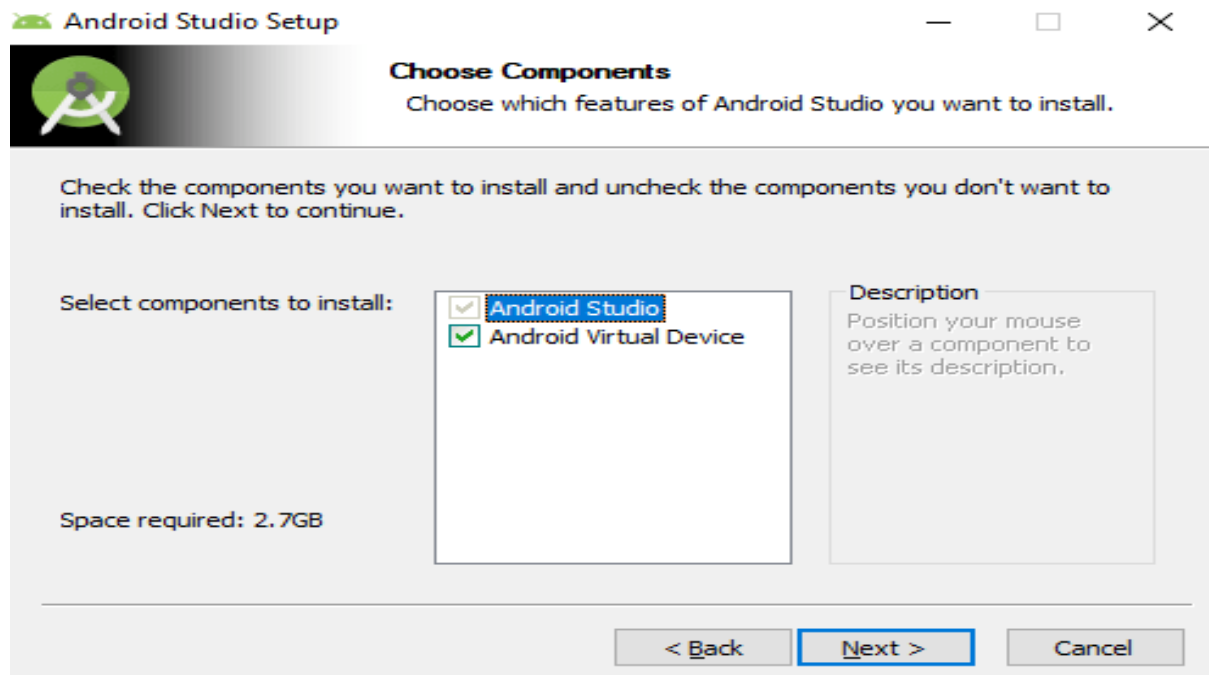 Android Studio Setup
Choose Components
Choose which features of Android Studio you want to install.
Check the components you want to install and uncheck the components you don't want to
install. Click Next to continue.
Select components to install:
Android Studio
Android Virtual Device
Description
Position your mouse
over a component to
see its description.
Space required: 2.7GB
< Back
Next >
Cancel